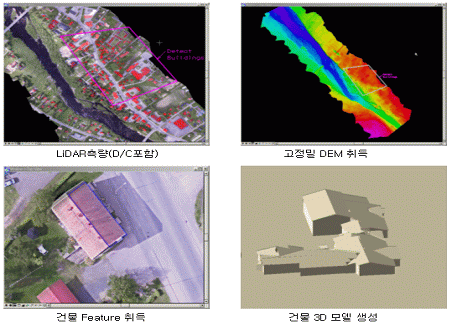 Detect
Buildings
LiDAR측량(D/C포함)
고정밀 DEM 취득
건물 Feature 취득
건물 3D 모델 생성